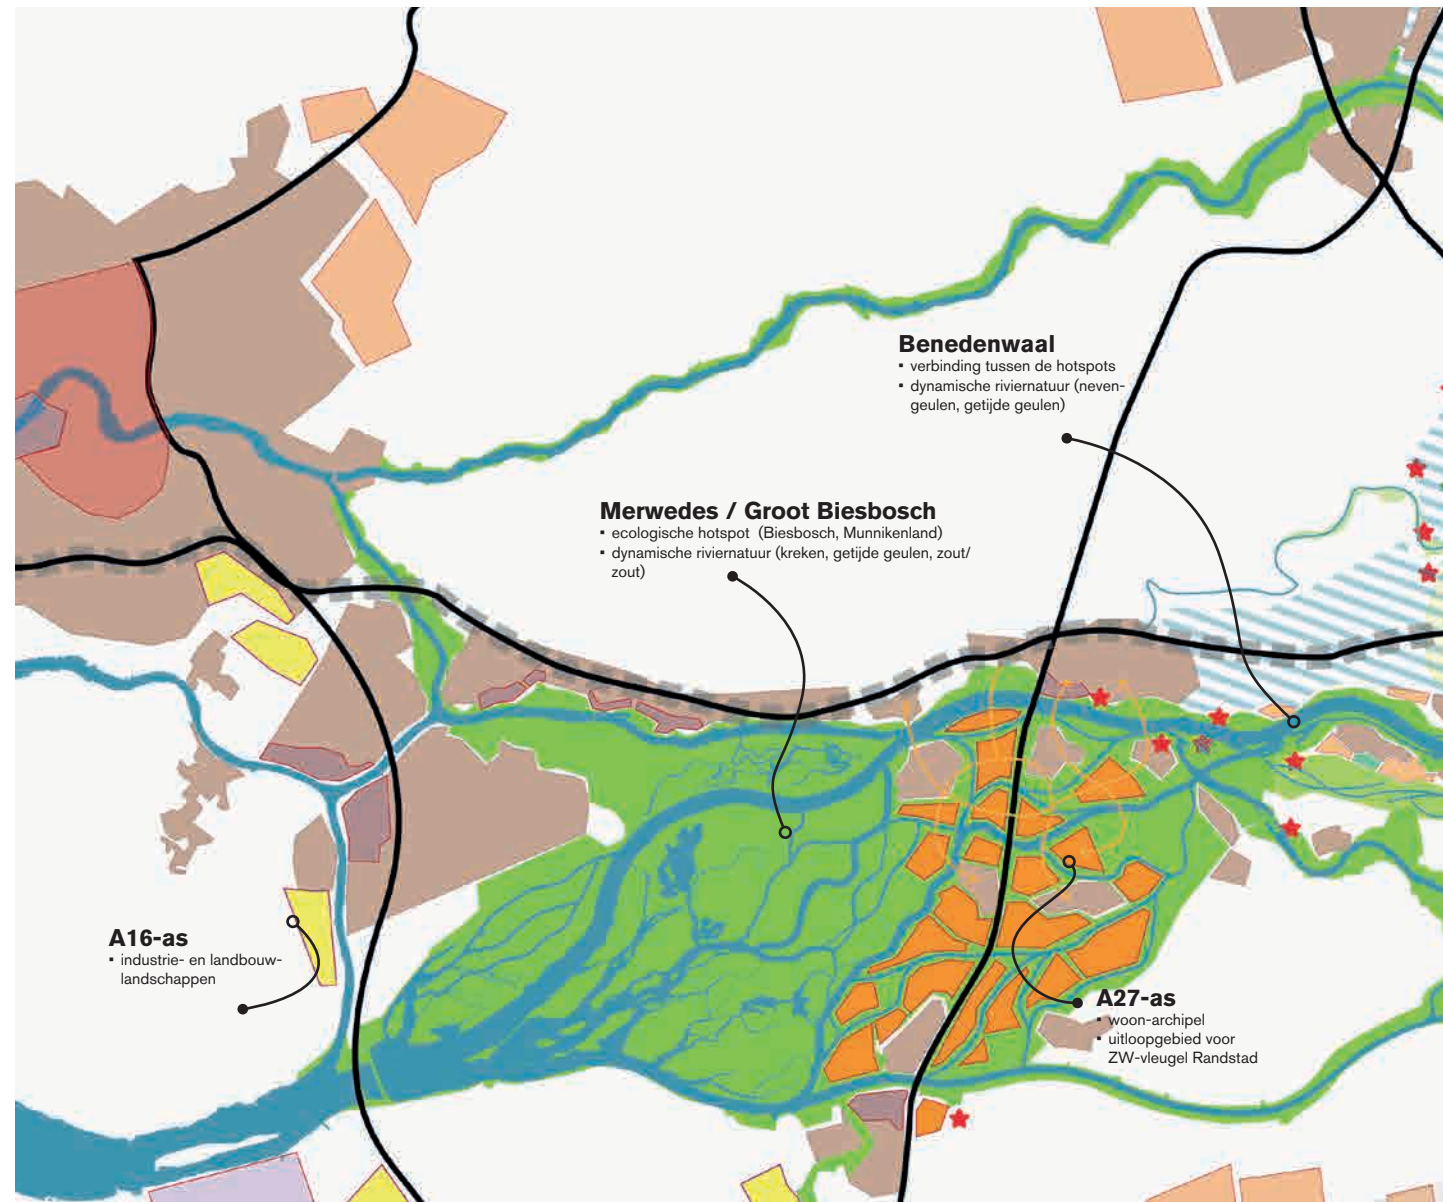 Benedenwaal
▪ verbinding tussen de hotspots
▪ dynamische riviernatuur (neven-
geulen, getijde geulen)
Merwedes / Groot Biesbosch
▪ ecologische hotspot (Biesbosch, Munnikenland)
▪ dynamische riviernatuur (kreken, getijde geulen, zout/
zout)
A16-as
▪ industrie- en landbouw-
landschappen
A27-as
▪ woon-archipel
▪ uitloopgebied voor
ZW-vleugel Randstad